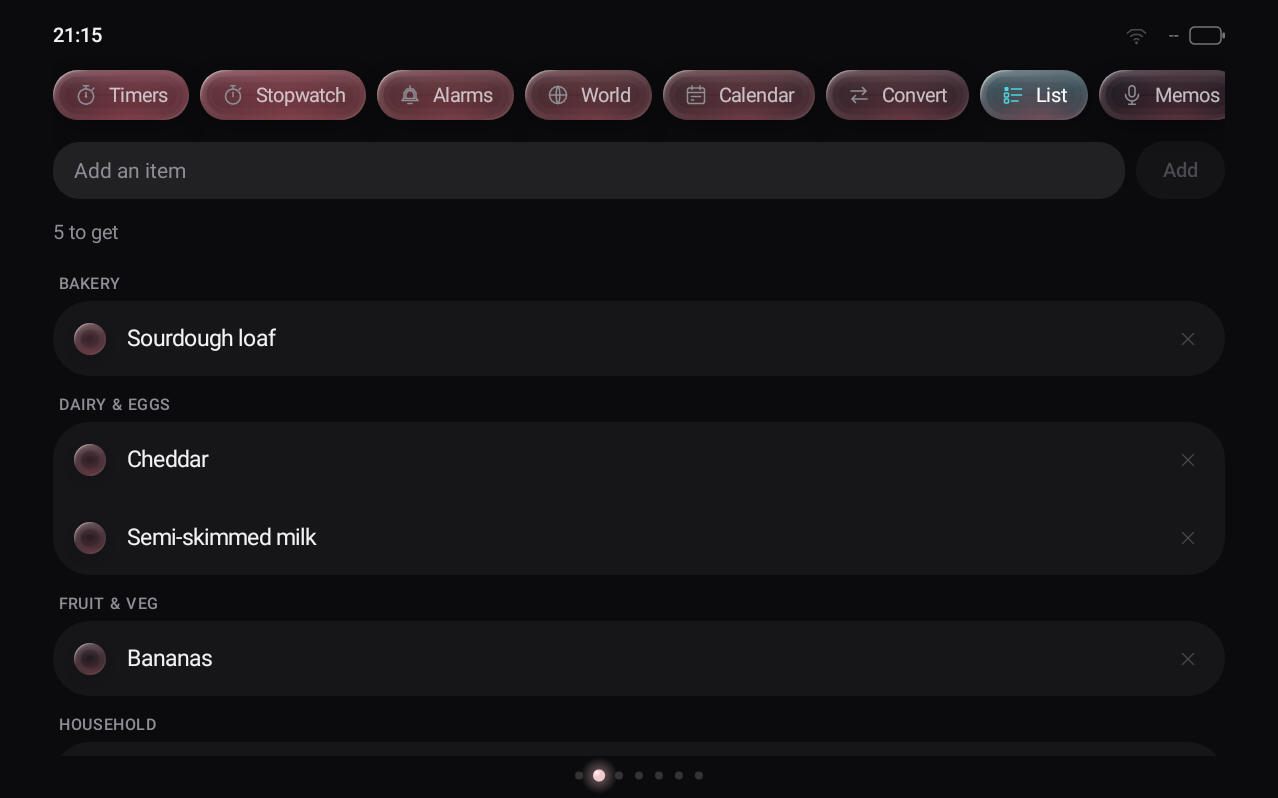 21:15
--
Timers Stopwatch Alarms World Calendar Convert List Memos
Add an item Add
5 to get
BAKERY
Sourdough loaf
DAIRY & EGGS
Cheddar
Semi-skimmed milk
FRUIT & VEG
Bananas
HOUSEHOLD